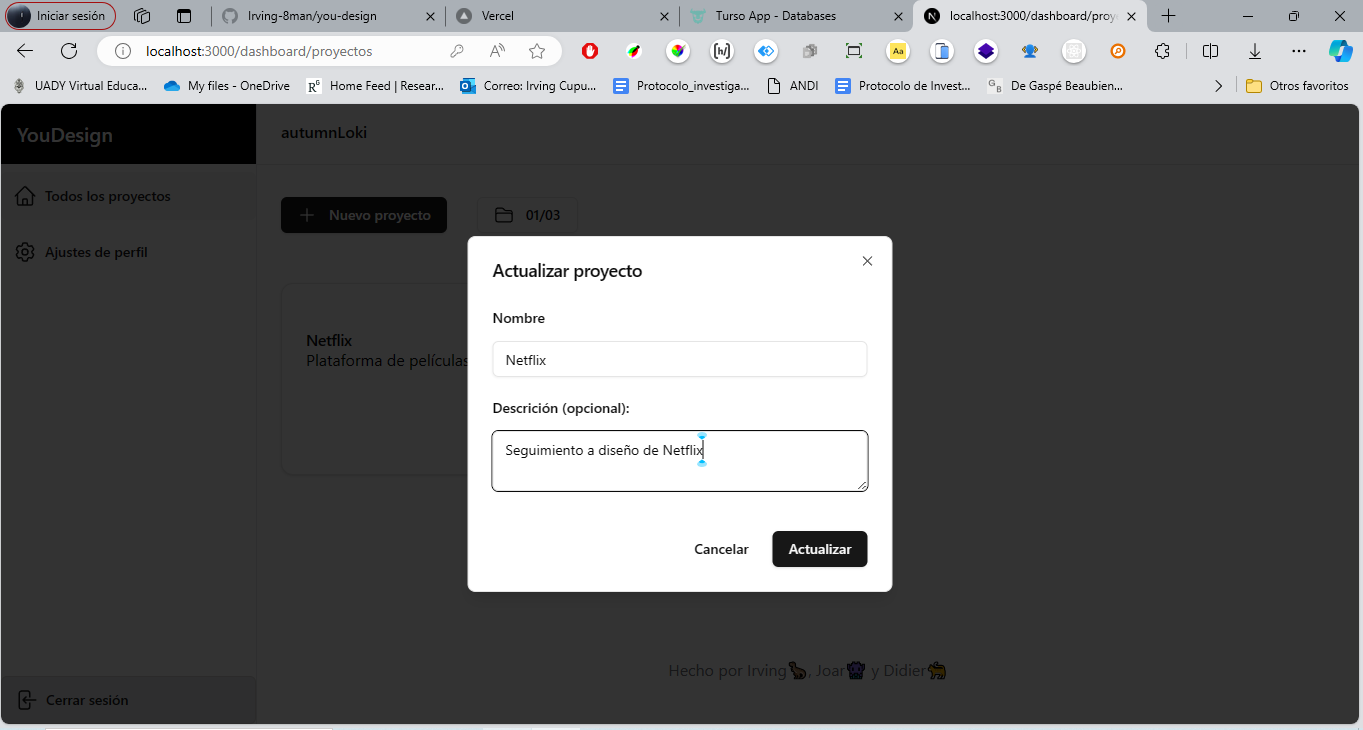 Iniciar sesión
Irving-8man/you-design
Vercel
Turso App - Databases
localhost:3000/dashboard/proye
localhost:3000/dashboard/proyectos
UADY Virtual Educa...
My files - OneDrive
Home Feed | Resear...
Correo: Irving Cupu...
Protocolo_investiga...
ANDI
Protocolo de Invest...
De Gaspé Beaubien...
Otros favoritos
YouDesign
autumnLoki
Todos los proyectos
Nuevo proyecto
01/03
Ajustes de perfil
Netflix
Plataforma de películas
Actualizar proyecto
Nombre
Netflix
Descrición (opcional):
Seguimiento a diseño de Netflix
Cancelar
Actualizar
Hecho por Irving, Joar y Didier
Cerrar sesión